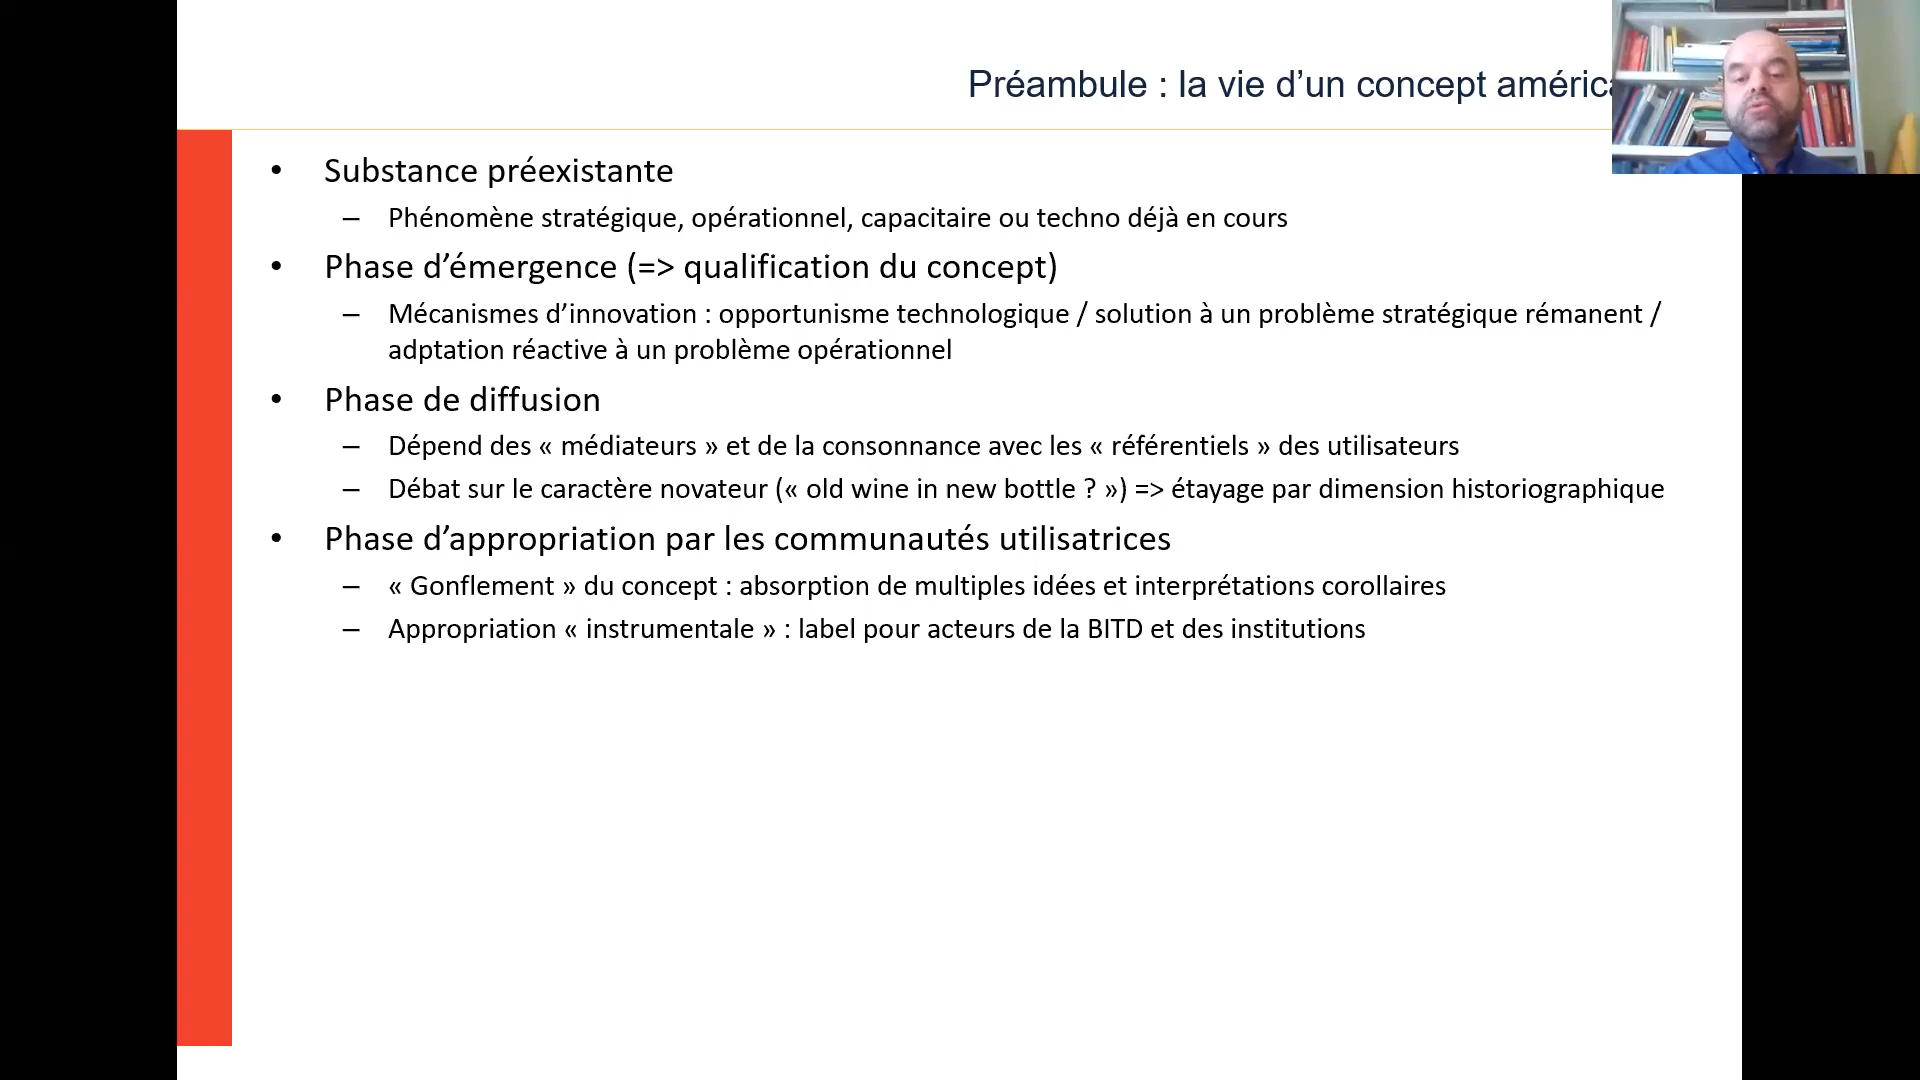 Préambule : la vie d’un concept
• Substance préexistante
– Phénomène stratégique, opérationnel, capacitaire ou techno déjà en cours
• Phase d’émergence (=> qualification du concept)
– Mécanismes d’innovation : opportunisme technologique / solution à un problème stratégique rémanent /
adptation réactive à un problème opérationnel
• Phase de diffusion
– Dépend des « médiateurs » et de la consonnance avec les « référentiels » des utilisateurs
– Débat sur le caractère novateur (« old wine in new bottle ? ») => étayage par dimension historiographique
• Phase d’appropriation par les communautés utilisatrices
– « Gonflement » du concept : absorption de multiples idées et interprétations corollaires
– Appropriation « instrumentale » : label pour acteurs de la BITD et des institutions